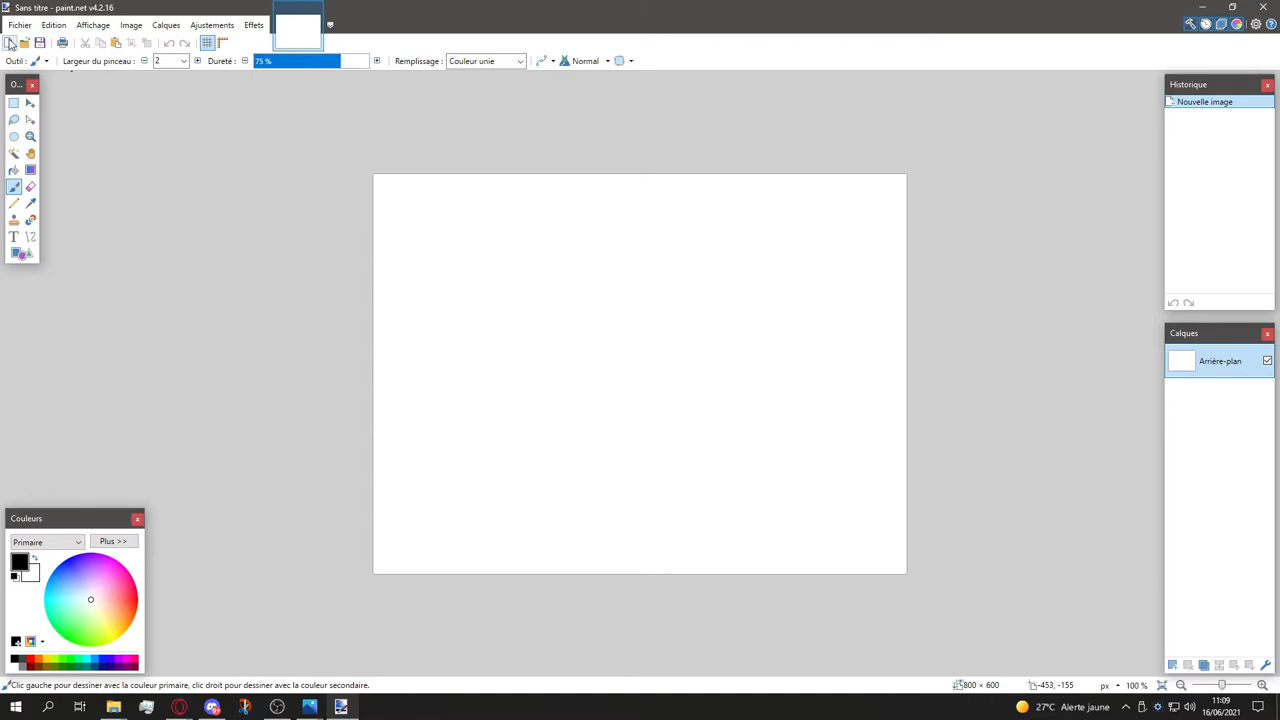 Sans titre - paint.net v4.2.16
Fichier Edition Affichage Image Calques Ajustements Effets
Outil : Largeur du pinceau : 2 Dureté : 75 % Remplissage : Couleur unie Normal
O...
Historique
Nouvelle image
Calques
Arrière-plan
Couleurs
Primaire Plus >>
Clic gauche pour dessiner avec la couleur primaire, clic droit pour dessiner avec la couleur secondaire. 800 × 600 -453, -155 px 100 %
27°C Alerte jaune 11:09
16/06/2021